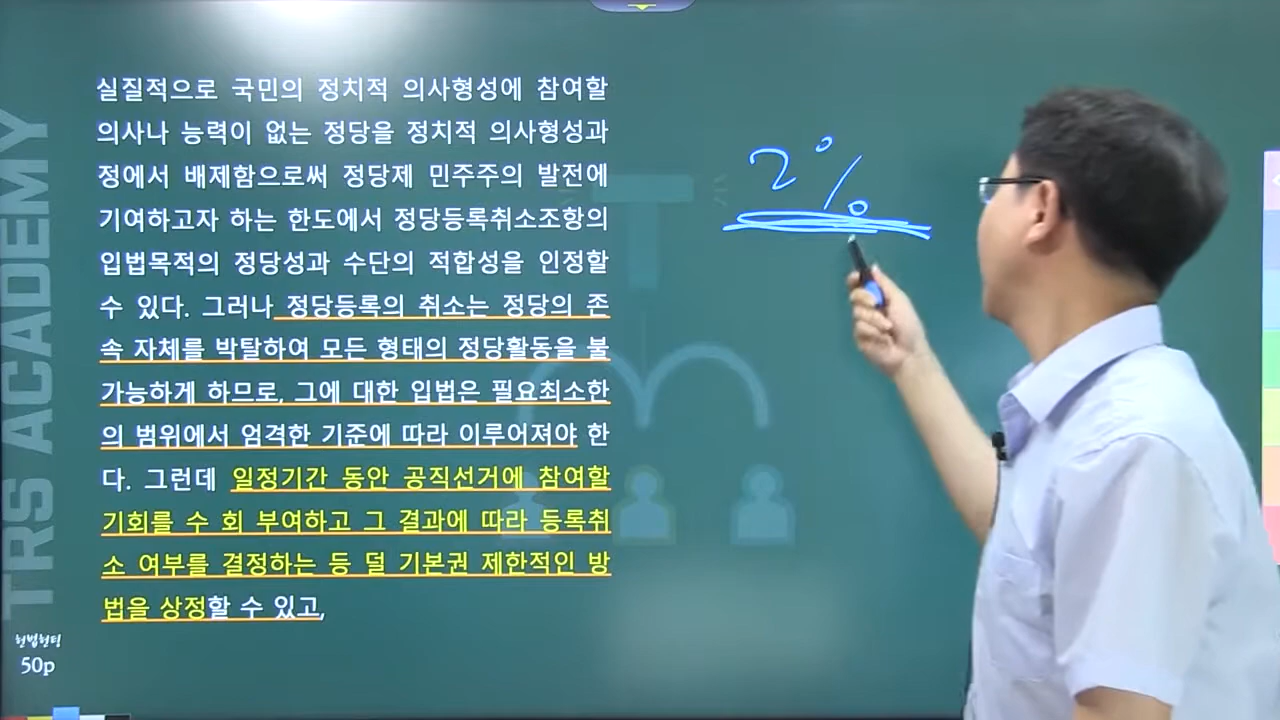 실질적으로 국민의 정치적 의사형성에 참여할
의사나 능력이 없는 정당을 정치적 의사형성과
정에서 배제함으로써 정당제 민주주의 발전에
기여하고자 하는 한도에서 정당등록취소조항의
입법목적의 정당성과 수단의 적합성을 인정할
수 있다. 그러나 정당등록의 취소는 정당의 존
속 자체를 박탈하여 모든 형태의 정당활동을 불
가능하게 하므로, 그에 대한 입법은 필요최소한
의 범위에서 엄격한 기준에 따라 이루어져야 한
다. 그런데 일정기간 동안 공직선거에 참여할
기회를 수 회 부여하고 그 결과에 따라 등록취
소 여부를 결정하는 등 덜 기본권 제한적인 방
법을 상정할 수 있고,
2%
TRS ACADEMY
헌법헌팅
50p